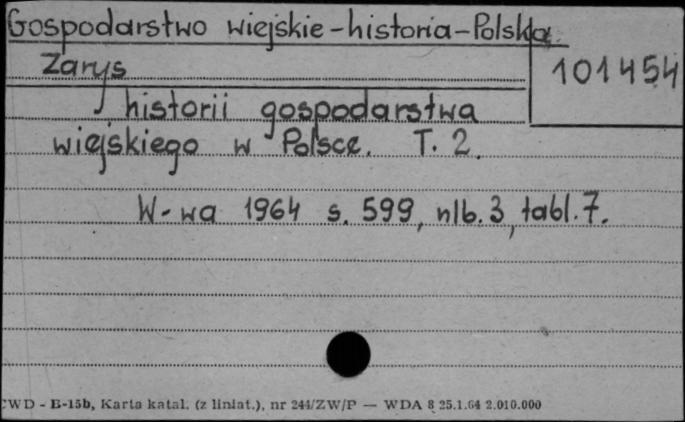 Gospodarstwo wiejskie-historia-Polska
Zarys
101454
historii gospodarstwa
wiejskiego w Polsce. T. 2.
W-wa 1964 s. 599, nlb. 3, tabl. 7.
CWD - B-15b, Karta katal. (z liniat.), nr 244/ZW/P — WDA 8 25.1.64 2.010.000